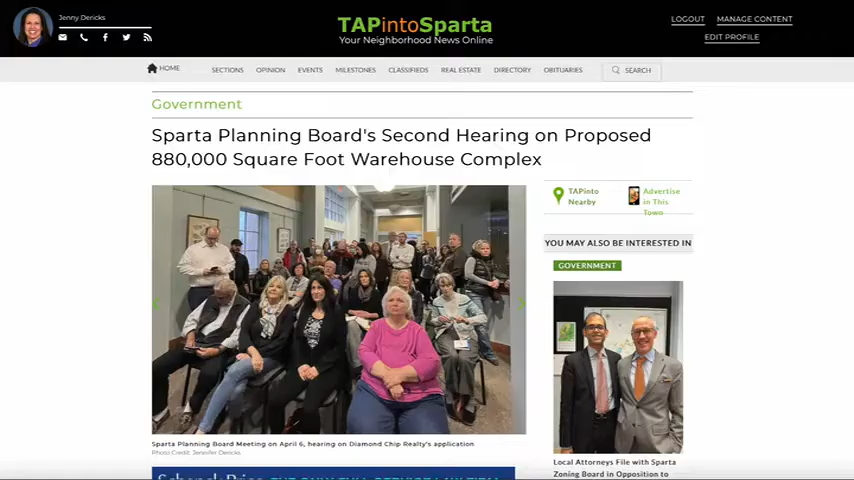 Jenny Dericks
TAPintoSparta
Your Neighborhood News Online
LOGOUT
MANAGE CONTENT
EDIT PROFILE
HOME
SECTIONS
OPINION
EVENTS
MILESTONES
CLASSIFIEDS
REAL ESTATE
DIRECTORY
OBITUARIES
SEARCH
Government
Sparta Planning Board's Second Hearing on Proposed
880,000 Square Foot Warehouse Complex
TAPinto
Nearby
Advertise
in This
Town
YOU MAY ALSO BE INTERESTED IN
GOVERNMENT
Sparta Planning Board Meeting on April 6, hearing on Diamond Chip Realty's application
Photo Credit: Jennifer Dericks
Local Attorneys File with Sparta
Zoning Board in Opposition to